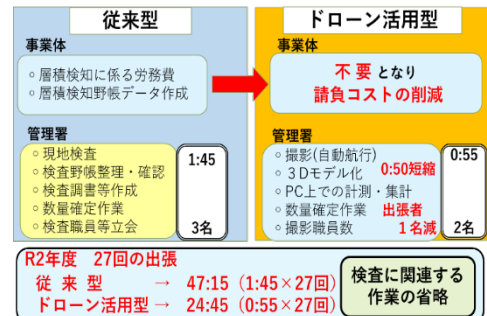 従来型
事業体
○層積検知に係る労務費
○層積検知野帳データ作成
管理署
○現地検査
○検査野帳整理・確認
○検査調書等作成
○数量確定作業
○検査職員等立会
1:45
3名
ドローン活用型
事業体
不要となり
請負コストの削減
管理署
○撮影(自動航行)
○3Dモデル化 0:50短縮
○PC上での計測・集計
○数量確定作業 出張者
○撮影職員数 1名減
0:55
2名
R2年度 27回の出張
従来型 → 47:15(1:45×27回)
ドローン活用型→ 24:45(0:55×27回)
検査に関連する
作業の省略